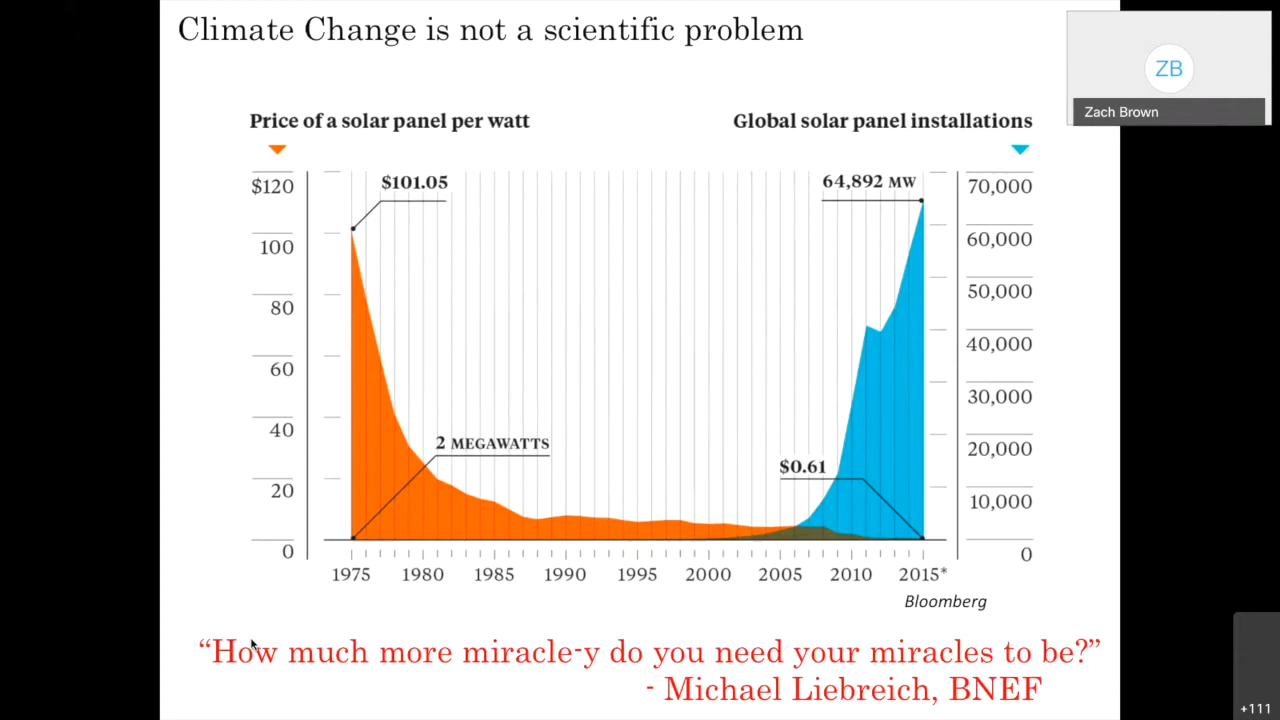 Climate Change is not a scientific problem
ZB
Zach Brown
Price of a solar panel per watt
Global solar panel installations
$120
100
80
60
40
20
0
$101.05
2 MEGAWATTS
64,892 MW
$0.61
70,000
60,000
50,000
40,000
30,000
20,000
10,000
0
1975 1980 1985 1990 1995 2000 2005 2010 2015*
Bloomberg
“How much more miracle-y do you need your miracles to be?”
- Michael Liebreich, BNEF
+111